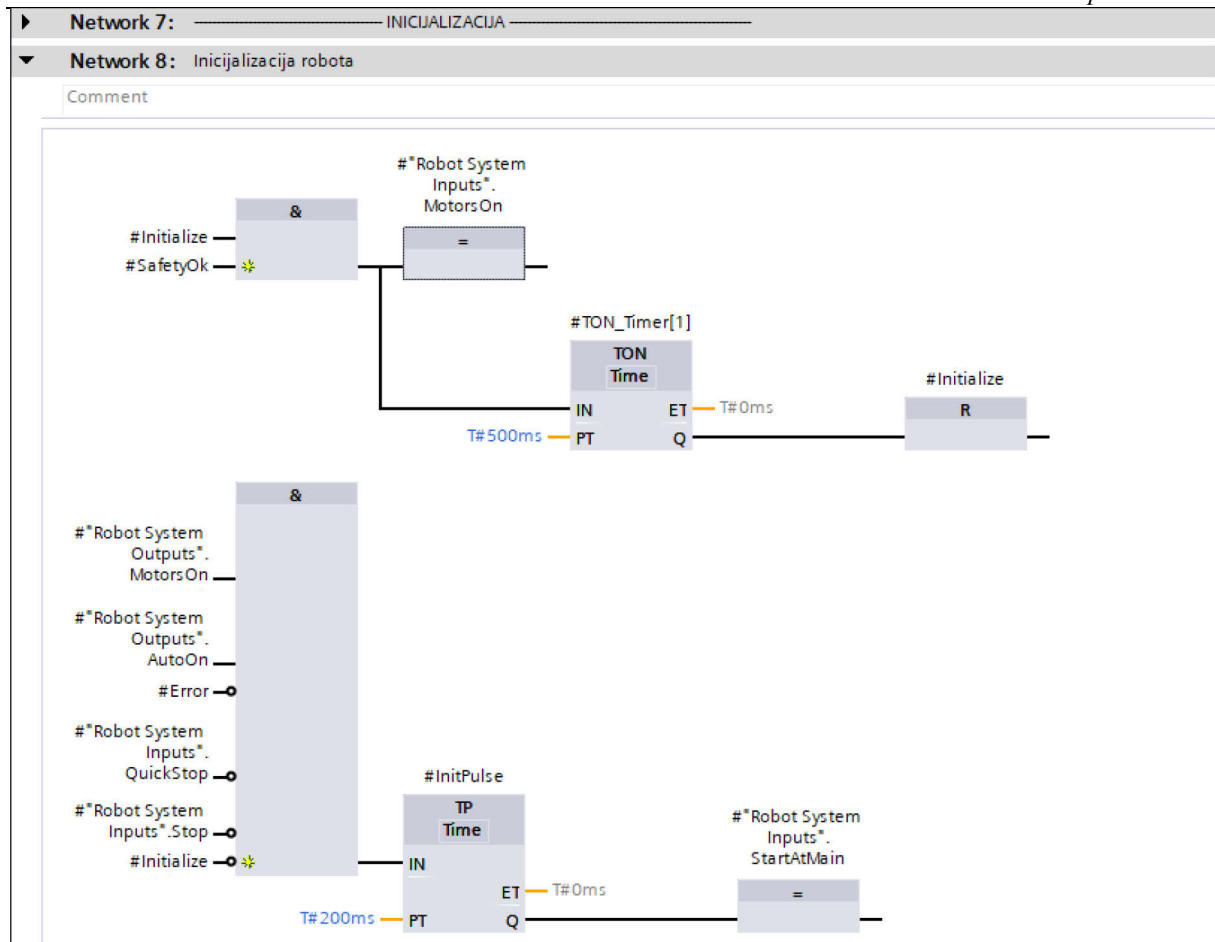 Network 7: ---------- INICIJALIZACIJA ----------
Network 8: Inicijalizacija robota
Comment
#"Robot System
Inputs".
MotorsOn
&
=
#Initialize
#SafetyOk
#TON_Timer[1]
TON
Time
#Initialize
IN
ET
T#0ms
R
T#500ms
PT
Q
&
#"Robot System
Outputs".
MotorsOn
#"Robot System
Outputs".
AutoOn
#Error
#"Robot System
Inputs".
QuickStop
#InitPulse
TP
Time
#"Robot System
Inputs".Stop
#"Robot System
Inputs".
StartAtMain
#Initialize
IN
ET
T#0ms
=
T#200ms
PT
Q